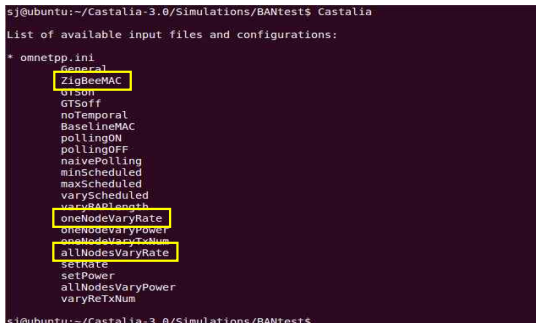 sj@ubuntu:~/Castalia-3.0/Simulations/BANtest$ Castalia
List of available input files and configurations:
* omnetpp.ini
General
ZigBeeMAC
GTSon
GTSoff
noTemporal
BaselineMAC
pollingON
pollingOFF
naivePolling
minScheduled
maxScheduled
varyScheduled
varyRAPlength
oneNodeVaryRate
oneNodeVaryPower
oneNodeVaryTxNum
allNodesVaryRate
setRate
setPower
allNodesVaryPower
varyReTxNum
sj@ubuntu:~/Castalia-3.0/Simulations/BANtest$